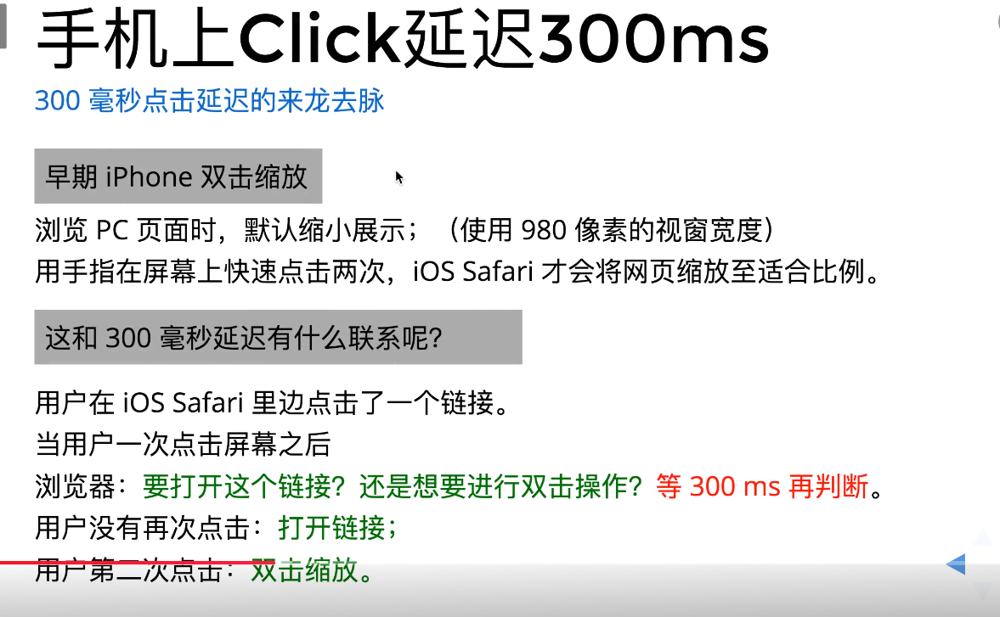 手机上Click延迟300ms
300 毫秒点击延迟的来龙去脉
早期 iPhone 双击缩放
浏览 PC 页面时，默认缩小展示；（使用 980 像素的视窗宽度）
用手指在屏幕上快速点击两次，iOS Safari 才会将网页缩放至适合比例。
这和 300 毫秒延迟有什么联系呢？
用户在 iOS Safari 里边点击了一个链接。
当用户一次点击屏幕之后
浏览器：要打开这个链接？还是想要进行双击操作？等 300 ms 再判断。
用户没有再次点击：打开链接；
用户第二次点击：双击缩放。